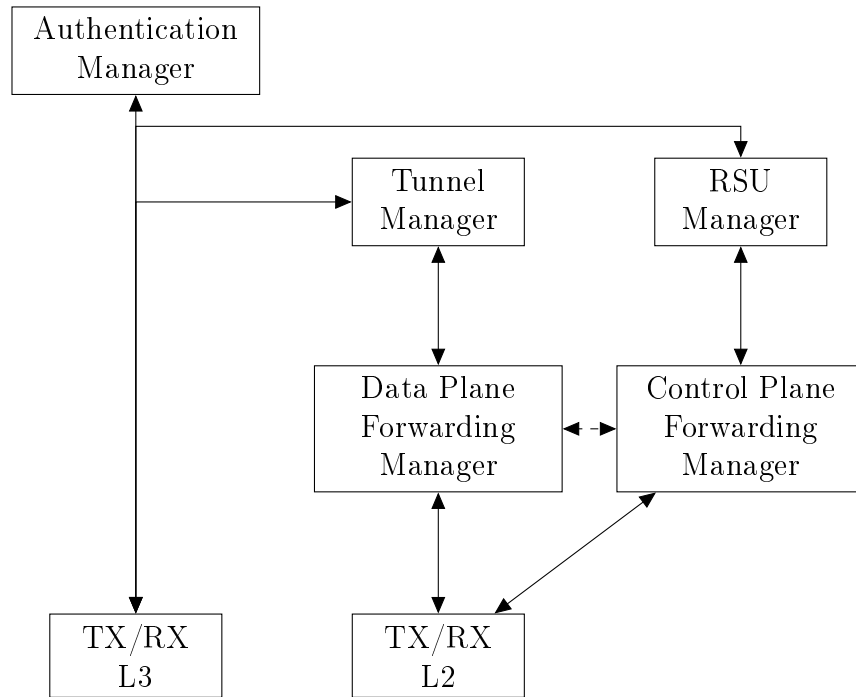 Authentication
Manager
Tunnel
Manager
RSU
Manager
Data Plane
Forwarding
Manager
Control Plane
Forwarding
Manager
TX/RX
L3
TX/RX
L2